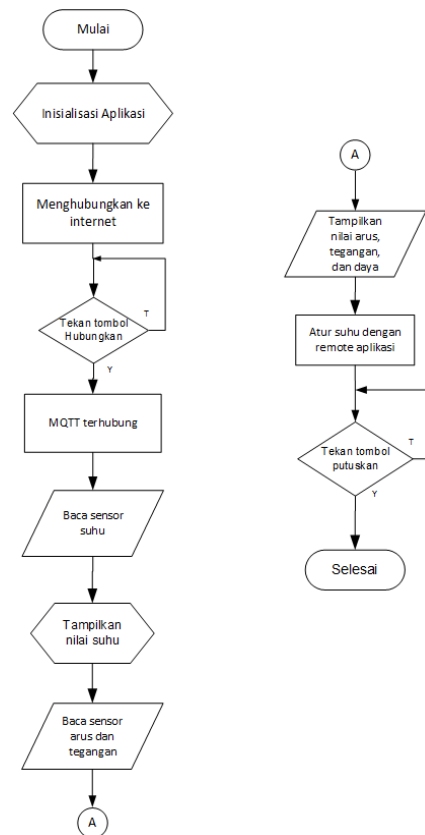 Mulai
Inisialisasi Aplikasi
Menghubungkan ke
internet
Tekan tombol
Hubungkan
T
Y
MQTT terhubung
Baca sensor
suhu
Tampilkan
nilai suhu
Baca sensor
arus dan
tegangan
A
A
Tampilkan
nilai arus,
tegangan,
dan daya
Atur suhu dengan
remote aplikasi
Tekan tombol
putuskan
T
Y
Selesai